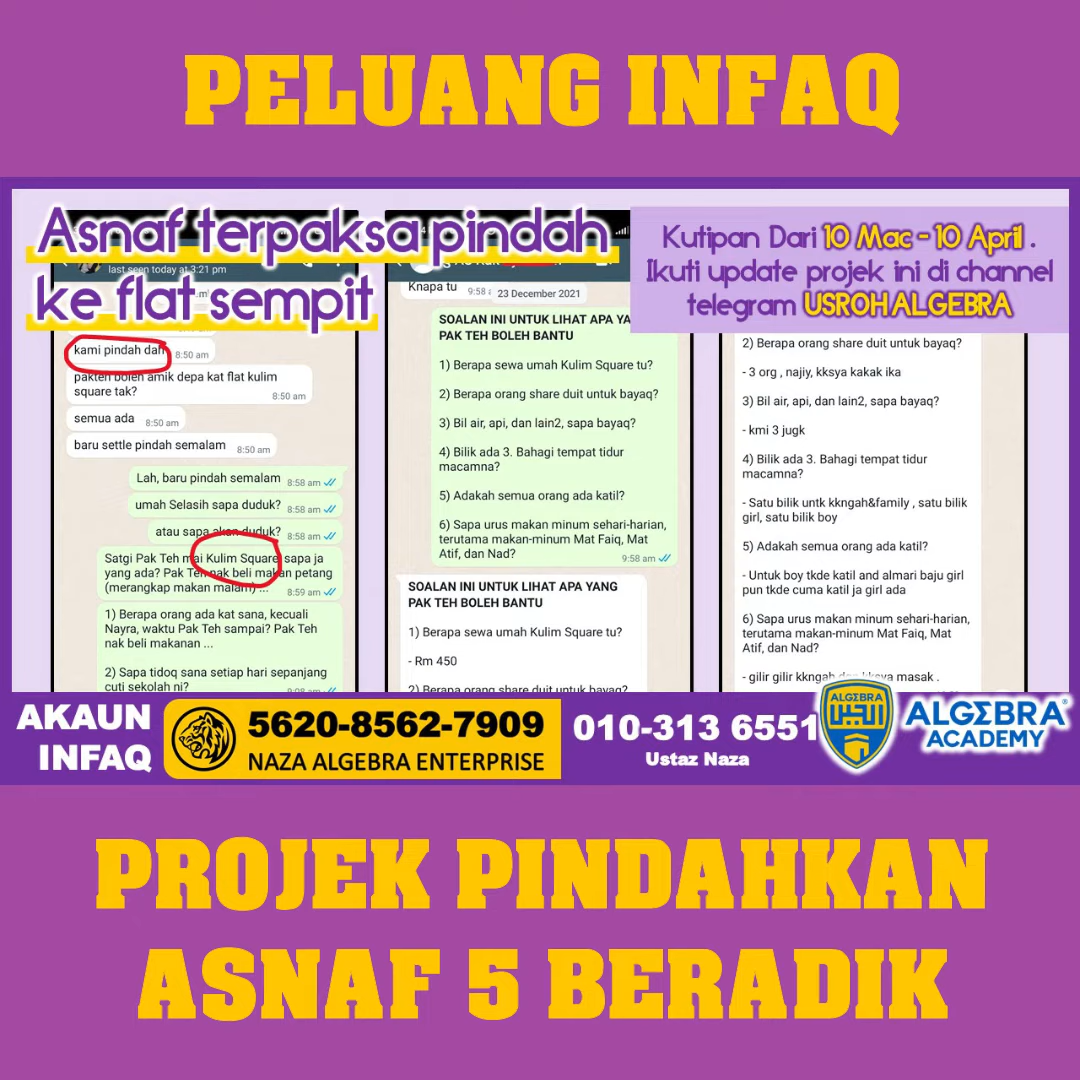 PELUANG INFAQ
Asnaf terpaksa pindah
ke flat sempit
Kutipan Dari 10 Mac - 10 April .
Ikuti update projek ini di channel
telegram USROHALGEBRA
last seen today at 3:21 pm
kami pindah dah 8:50 am
pakteh boleh amik depa kat flat kulim
square tak?
8:50 am
semua ada 8:50 am
baru settle pindah semalam 8:50 am
Lah, baru pindah semalam 8:58 am
umah Selasih sapa duduk? 8:58 am
atau sapa akan duduk? 8:58 am
Satgi Pak Teh mai Kulim Square, sapa ja
yang ada? Pak Teh nak beli makan petang
(merangkap makan malam) ... 8:59 am
1) Berapa orang ada kat sana, kecuali
Nayra, waktu Pak Teh sampai? Pak Teh
nak beli makanan ...
2) Sapa tidoq sana setiap hari sepanjang
cuti sekolah ni?
9:08 am
Knapa tu 9:58
23 December 2021
SOALAN INI UNTUK LIHAT APA YA
PAK TEH BOLEH BANTU
1) Berapa sewa umah Kulim Square tu?
2) Berapa orang share duit untuk bayaq?
3) Bil air, api, dan lain2, sapa bayaq?
4) Bilik ada 3. Bahagi tempat tidur
macamna?
5) Adakah semua orang ada katil?
6) Sapa urus makan minum sehari-harian,
terutama makan-minum Mat Faiq, Mat
Atif, dan Nad?
9:58 am
SOALAN INI UNTUK LIHAT APA YANG
PAK TEH BOLEH BANTU
1) Berapa sewa umah Kulim Square tu?
- Rm 450
2) Berapa orang share duit untuk bayaq?
2) Berapa orang share duit untuk bayaq?
- 3 org , najiy, kksya kakak ika
3) Bil air, api, dan lain2, sapa bayaq?
- kmi 3 jugk
4) Bilik ada 3. Bahagi tempat tidur
macamna?
- Satu bilik untk kkngah&family , satu bilik
girl, satu bilik boy
5) Adakah semua orang ada katil?
- Untuk boy tkde katil and almari baju girl
pun tkde cuma katil ja girl ada
6) Sapa urus makan minum sehari-harian,
terutama makan-minum Mat Faiq, Mat
Atif, dan Nad?
- gilir gilir kkngah dan kksya masak .
AKAUN
INFAQ
5620-8562-7909
NAZA ALGEBRA ENTERPRISE
010-313 6551
Ustaz Naza
ALGEBRA
ALGΣBRA®
ACADEMY
PROJEK PINDAHKAN
ASNAF 5 BERADIK